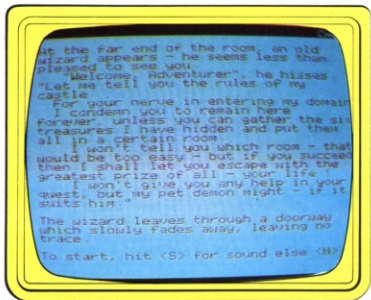 At the far end of the room, an old
wizard appears - he seems less than
pleased to see you.
"Welcome, Adventurer", he hisses
"Let me tell you the rules of my
castle
For your nerve in entering my domain
I condemn you to remain here
forever, unless you can gather the six
treasures I have hidden and put them
all in a certain room
I won't tell you which room - that
would be too easy - but if you succeed
then I shall let you escape with the
greatest prize of all - your life
I won't give you any help in your
quest, but my pet demon might - if it
suits him."
The wizard leaves through a doorway
which slowly fades away, leaving no
trace.
To start, hit <S> for sound else <N>